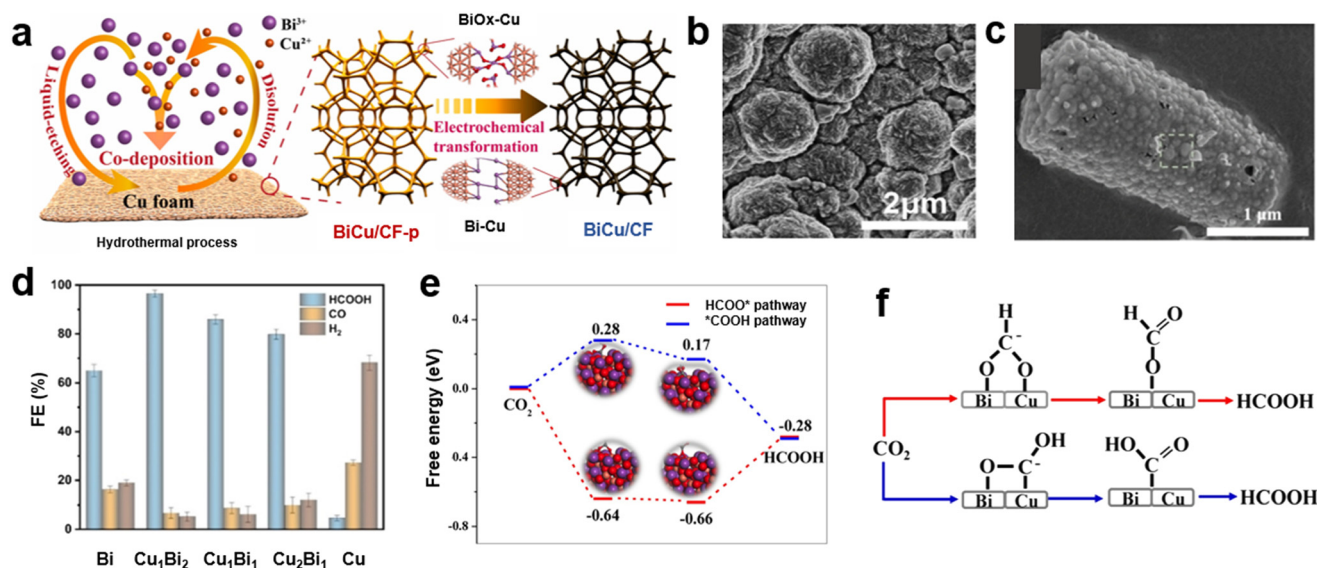 a
Bi³⁺
Cu²⁺
Liquid-etching
Disolution
Co-deposition
Cu foam
Hydrothermal process
BiOx-Cu
Electrochemical
transformation
BiCu/CF-p
Bi-Cu
BiCu/CF
b
2μm
c
1 μm
d
HCOOH
CO
H₂
FE (%)
100
80
60
40
20
0
Bi
Cu₁Bi₂
Cu₁Bi₁
Cu₂Bi₁
Cu
e
HCOO* pathway
*COOH pathway
Free energy (eV)
0.4
0.0
0.4
-0.8
CO₂
0.28
0.17
-0.28
HCOOH
-0.64
-0.66
f
CO₂
H
C⁻
O O
Bi Cu
H O
C
O
Bi Cu
HCOOH
OH
O C⁻
Bi Cu
HO O
C
Bi Cu
HCOOH